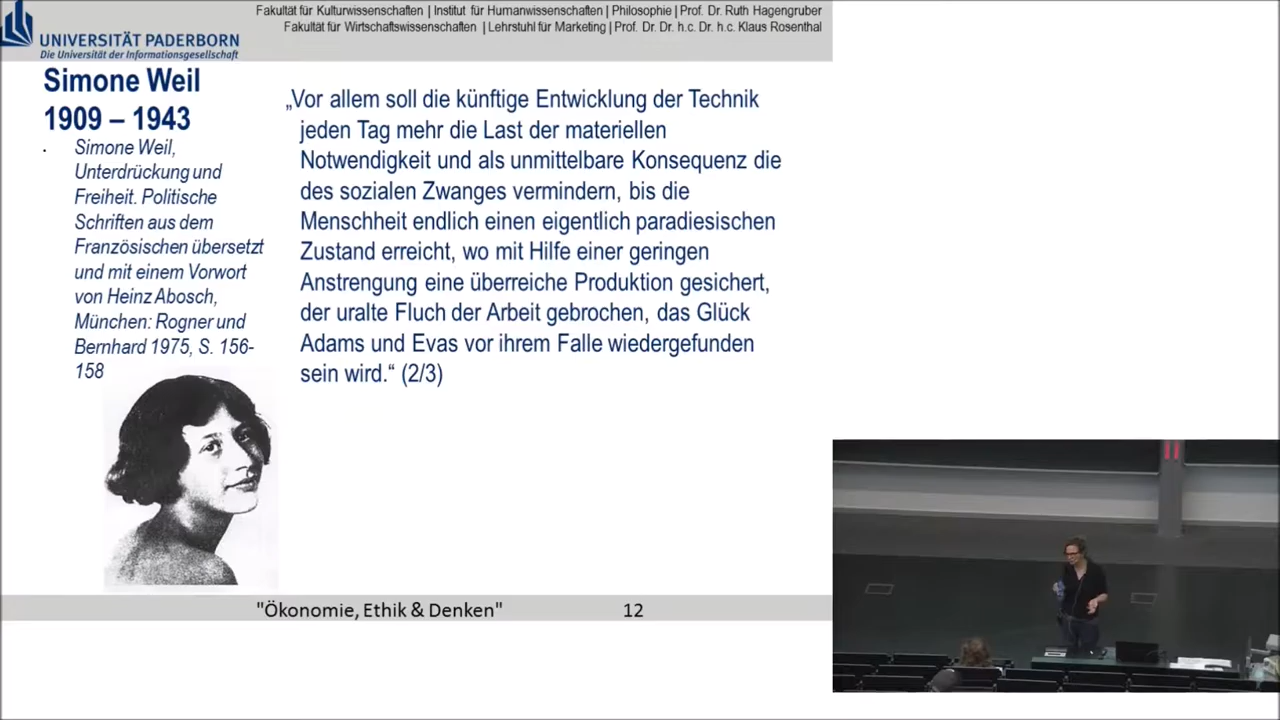 Fakultät für Kulturwissenschaften | Institut für Humanwissenschaften | Philosophie | Prof. Dr. Ruth Hagengruber
Fakultät für Wirtschaftswissenschaften | Lehrstuhl für Marketing | Prof. Dr. Dr. h.c. Dr. h.c. Klaus Rosenthal
UNIVERSITÄT PADERBORN
Die Universität der Informationsgesellschaft
Simone Weil
1909 – 1943
Simone Weil,
Unterdrückung und
Freiheit. Politische
Schriften aus dem
Französischen übersetzt
und mit einem Vorwort
von Heinz Abosch,
München: Rogner und
Bernhard 1975, S. 156-
158
„Vor allem soll die künftige Entwicklung der Technik
jeden Tag mehr die Last der materiellen
Notwendigkeit und als unmittelbare Konsequenz die
des sozialen Zwanges vermindern, bis die
Menschheit endlich einen eigentlich paradiesischen
Zustand erreicht, wo mit Hilfe einer geringen
Anstrengung eine überreiche Produktion gesichert,
der uralte Fluch der Arbeit gebrochen, das Glück
Adams und Evas vor ihrem Falle wiedergefunden
sein wird.“ (2/3)
"Ökonomie, Ethik & Denken" 12